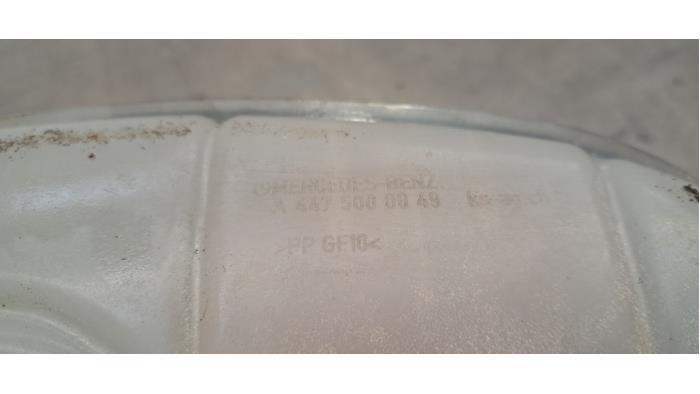 MERCEDES-BENZ
A 447 500 00 49
>PP GF10<